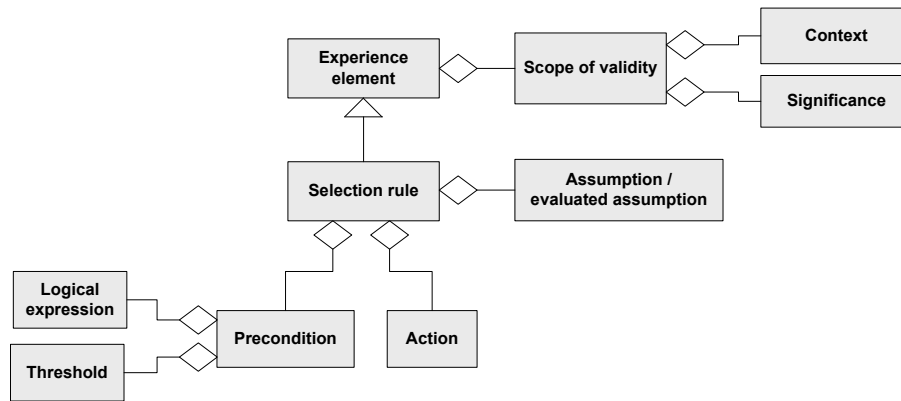 Experience
element
Scope of validity
Context
Significance
Selection rule
Assumption /
evaluated assumption
Logical
expression
Precondition
Action
Threshold